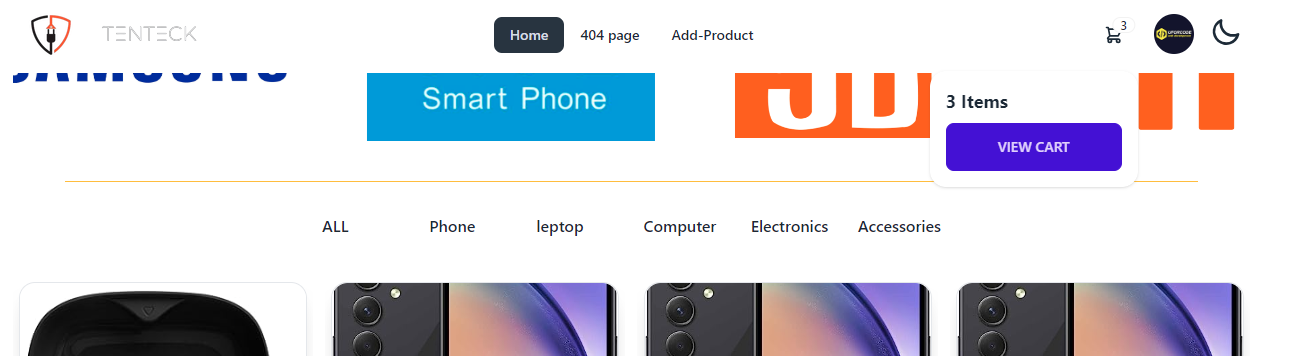 TENTECK
Home
404 page
Add-Product
3
SAMSUNG
Smart Phone
3 Items
VIEW CART
ALL
Phone
leptop
Computer
Electronics
Accessories